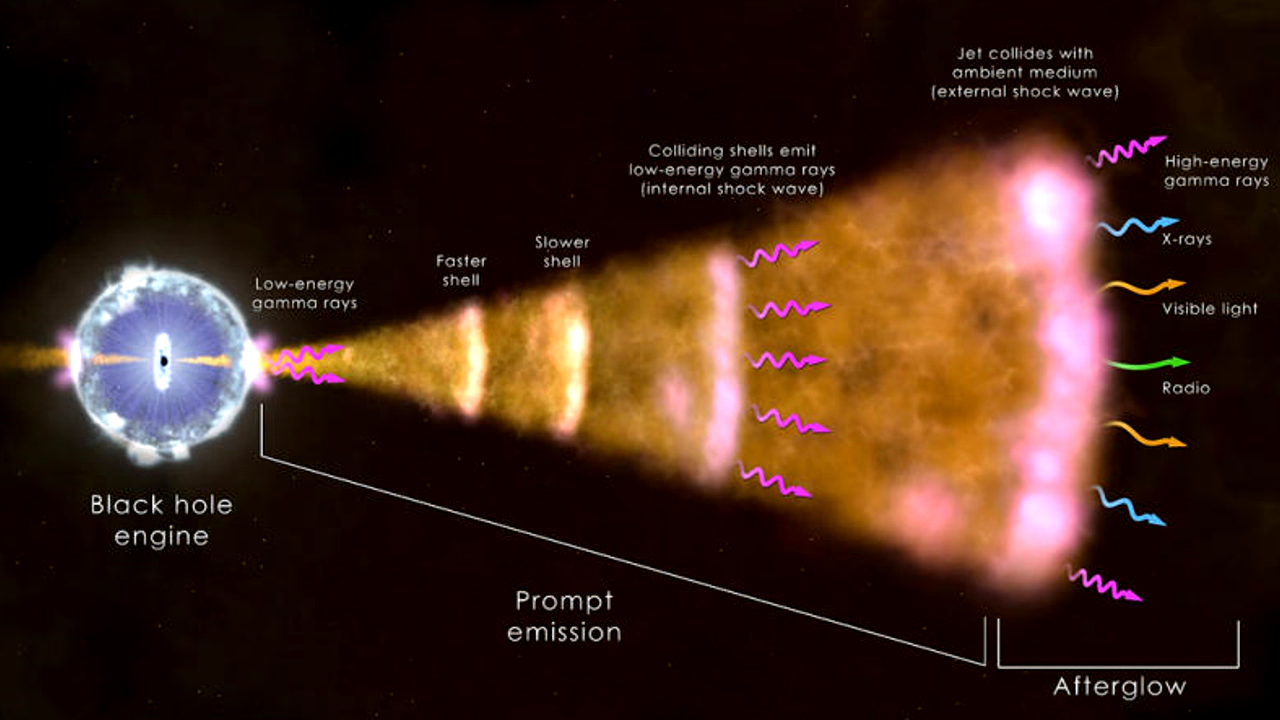 Jet collides with
ambient medium
(external shock wave)
Colliding shells emit
low-energy gamma rays
(internal shock wave)
High-energy
gamma rays
X-rays
Slower
shell
Faster
shell
Low-energy
gamma rays
Visible light
Radio
Black hole
engine
Prompt
emission
Afterglow